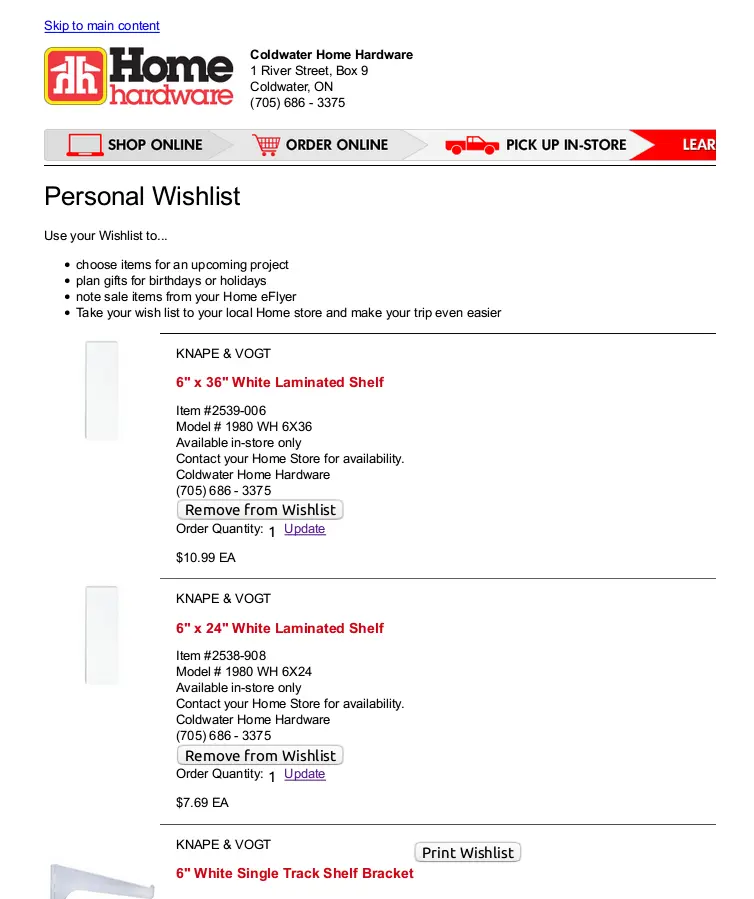 Skip to main content
Home
hardware
Coldwater Home Hardware
1 River Street, Box 9
Coldwater, ON
(705) 686 - 3375
SHOP ONLINE
ORDER ONLINE
PICK UP IN-STORE
LEAR
Personal Wishlist
Use your Wishlist to...
• choose items for an upcoming project
• plan gifts for birthdays or holidays
• note sale items from your Home eFlyer
• Take your wish list to your local Home store and make your trip even easier
KNAPE & VOGT
6" x 36" White Laminated Shelf
Item #2539-006
Model # 1980 WH 6X36
Available in-store only
Contact your Home Store for availability.
Coldwater Home Hardware
(705) 686 - 3375
Remove from Wishlist
Order Quantity: 1 Update
$10.99 EA
KNAPE & VOGT
6" x 24" White Laminated Shelf
Item #2538-908
Model # 1980 WH 6X24
Available in-store only
Contact your Home Store for availability.
Coldwater Home Hardware
(705) 686 - 3375
Remove from Wishlist
Order Quantity: 1 Update
$7.69 EA
KNAPE & VOGT
Print Wishlist
6" White Single Track Shelf Bracket